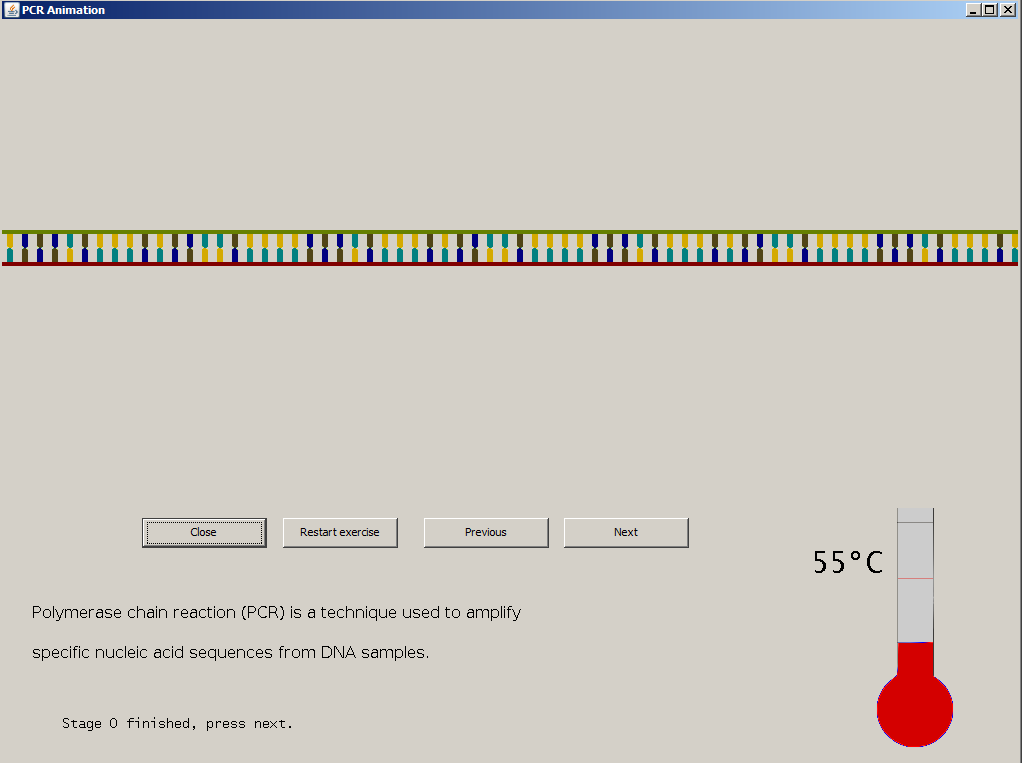 PCR Animation
Close
Restart exercise
Previous
Next
55°C
Polymerase chain reaction (PCR) is a technique used to amplify
specific nucleic acid sequences from DNA samples.
Stage 0 finished, press next.